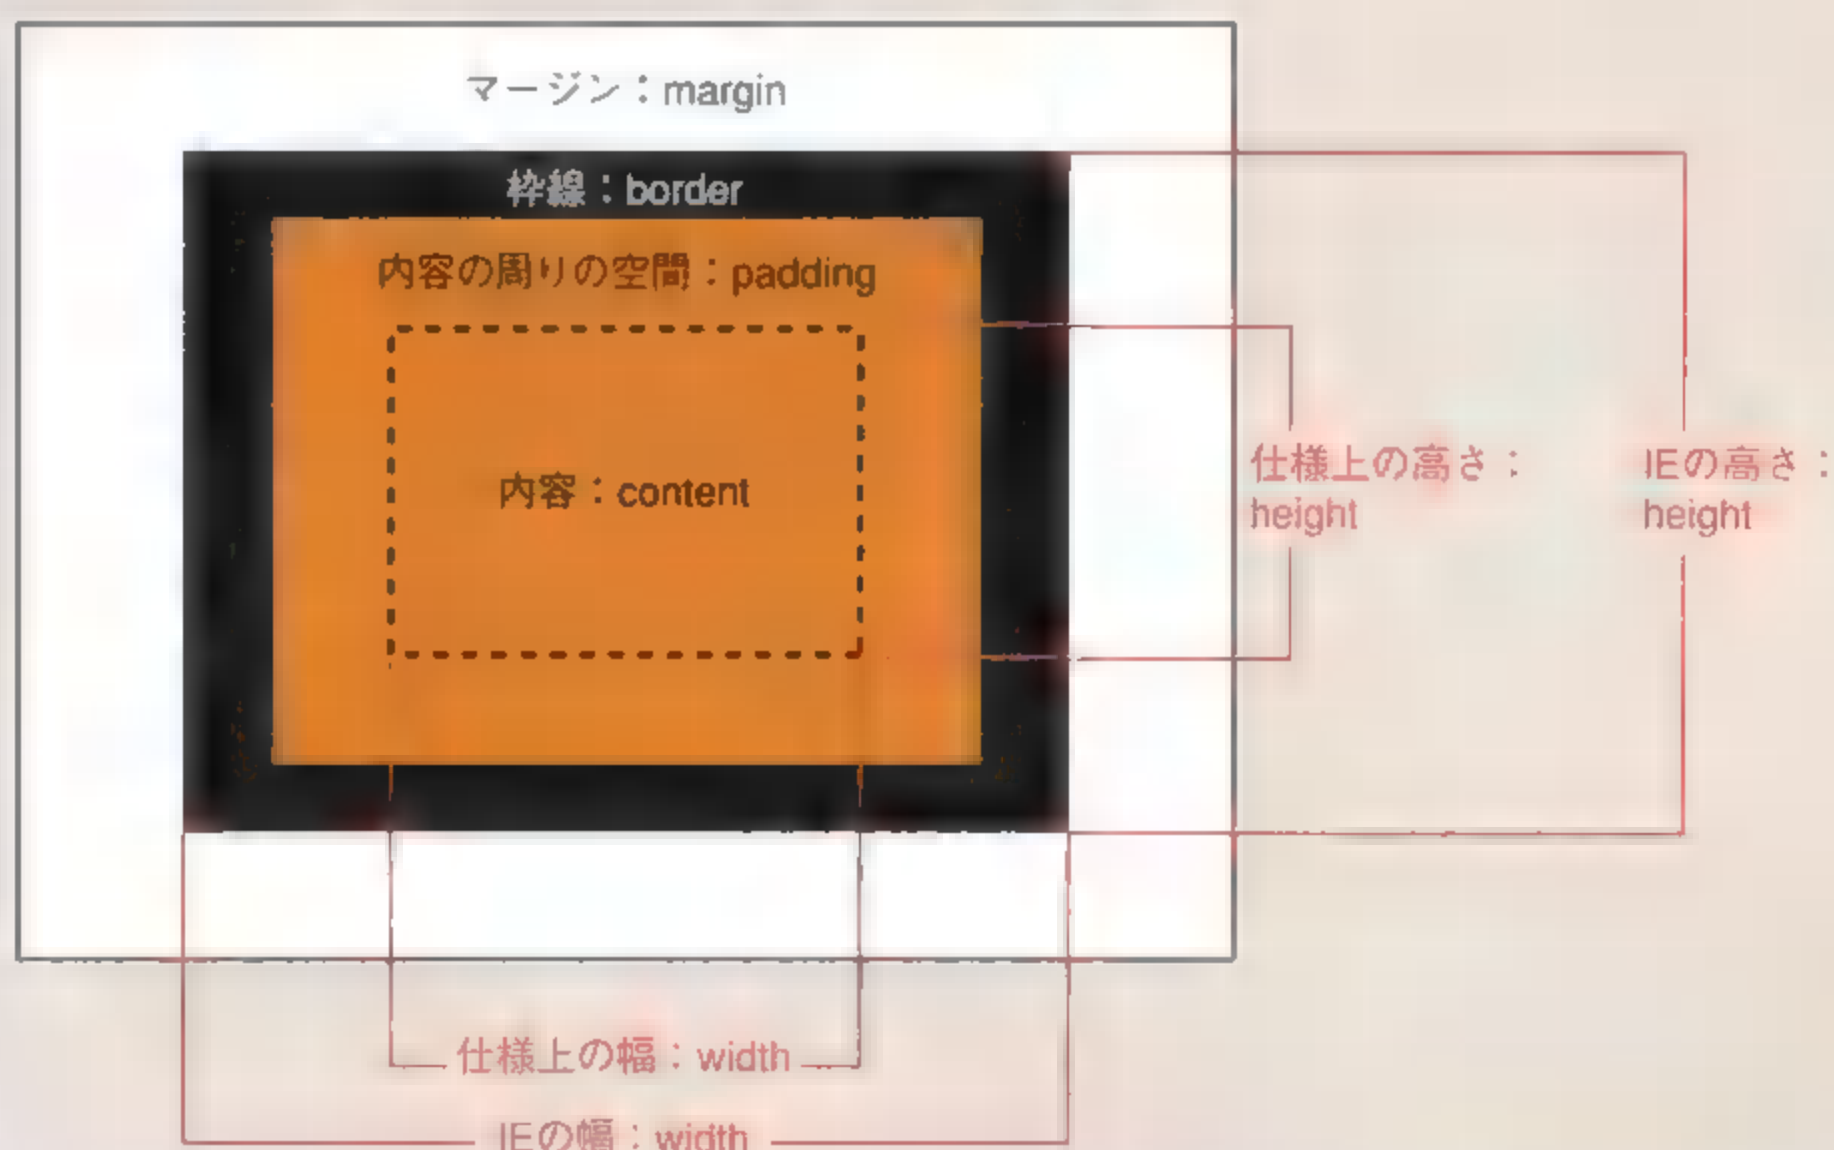 マージン：margin
枠線：border
内容の周りの空間：padding
内容：content
仕様上の高さ：
height
IEの高さ：
height
仕様上の幅：width
IEの幅：width